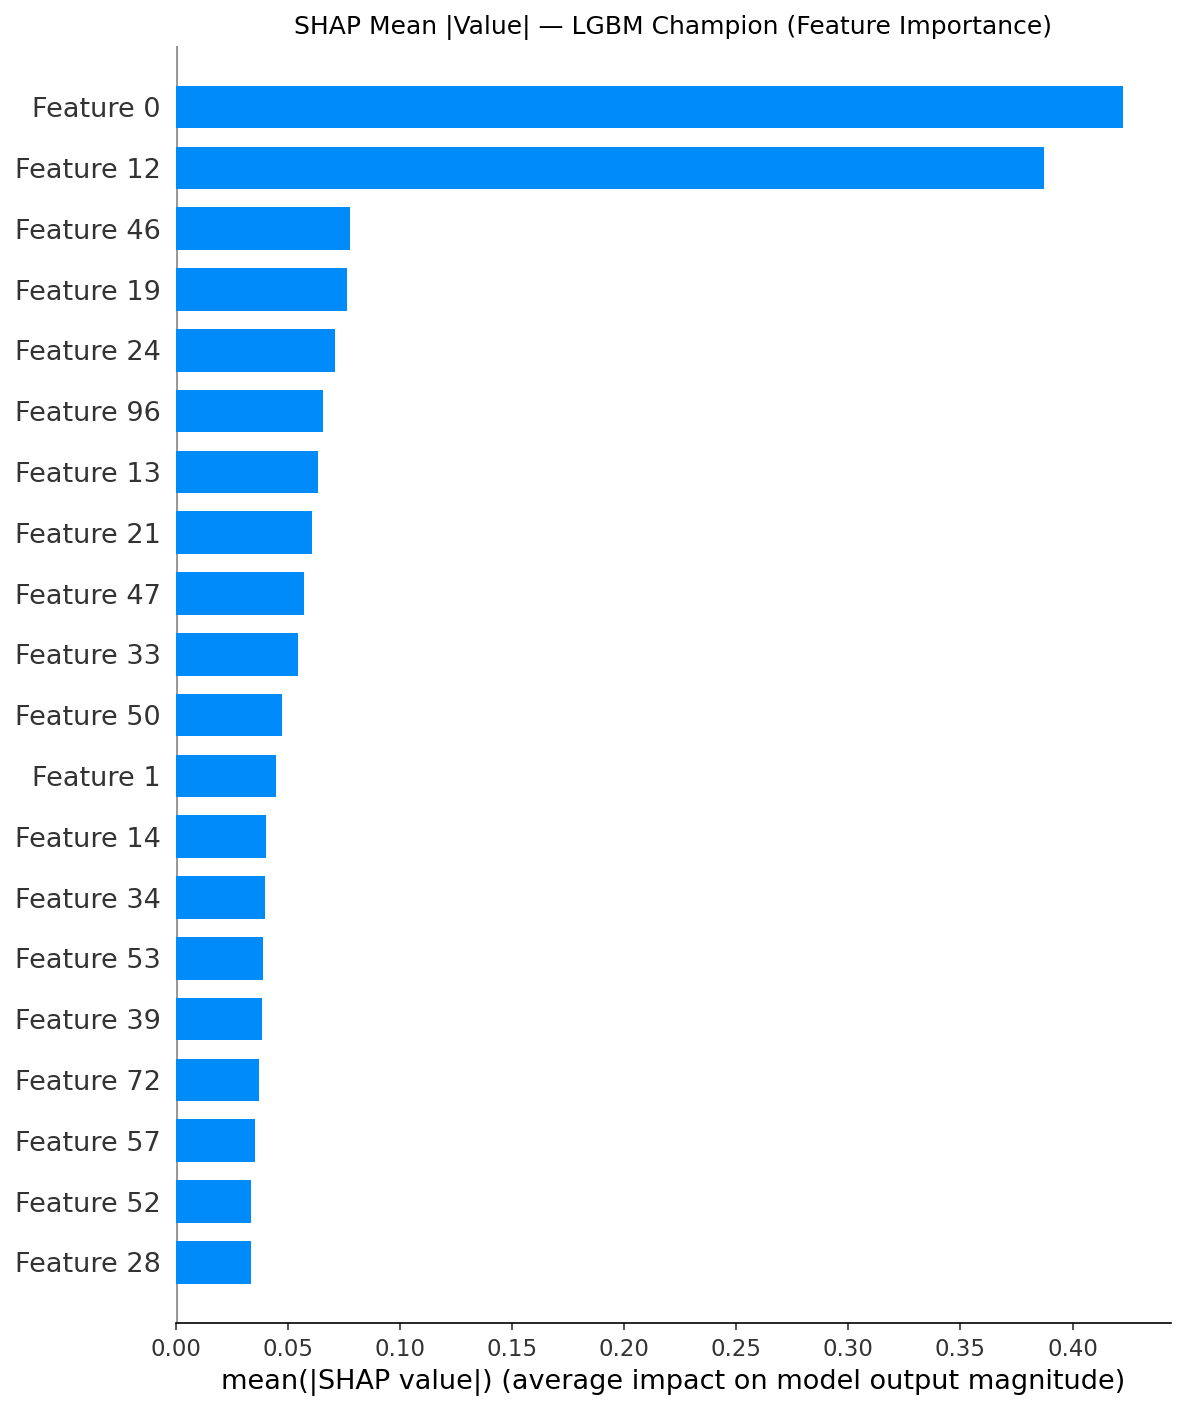 SHAP Mean |Value| — LGBM Champion (Feature Importance)
Feature 0
Feature 12
Feature 46
Feature 19
Feature 24
Feature 96
Feature 13
Feature 21
Feature 47
Feature 33
Feature 50
Feature 1
Feature 14
Feature 34
Feature 53
Feature 39
Feature 72
Feature 57
Feature 52
Feature 28
0.00 0.05 0.10 0.15 0.20 0.25 0.30 0.35 0.40
mean(|SHAP value|) (average impact on model output magnitude)